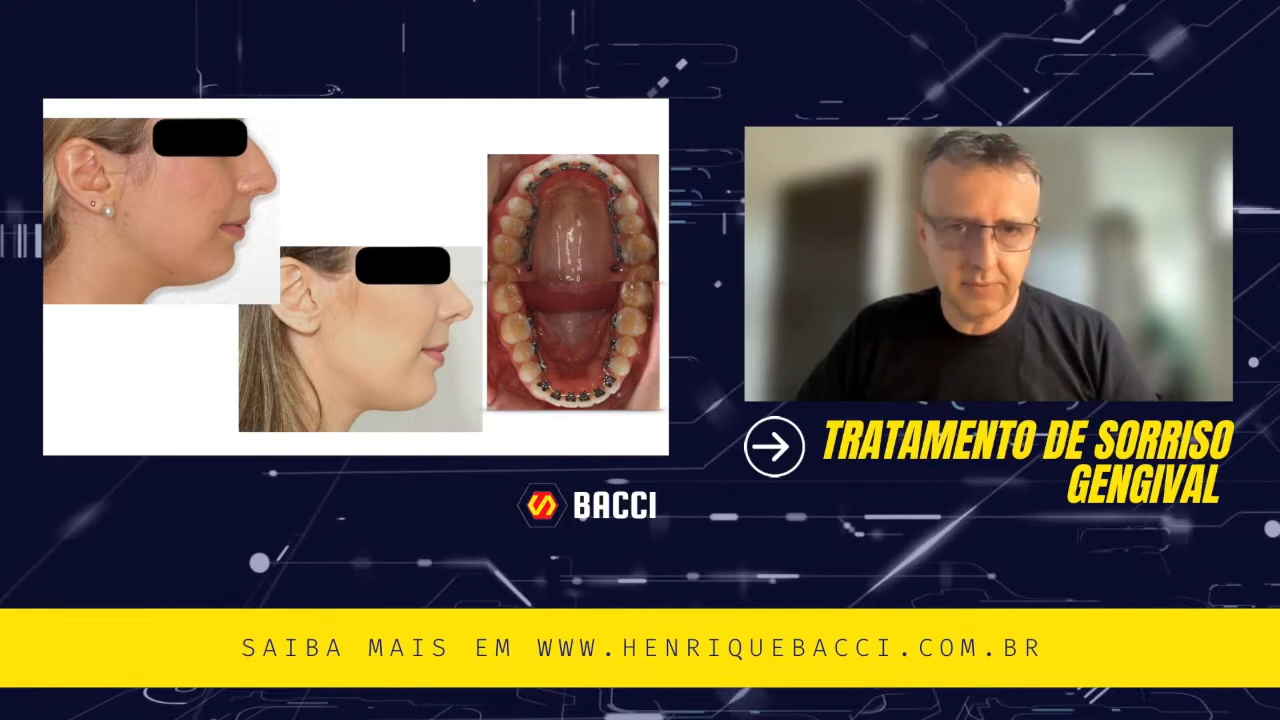 TRATAMENTO DE SORRISO
GENGIVAL
BACCI
SAIBA MAIS EM WWW.HENRIQUEBACCI.COM.BR